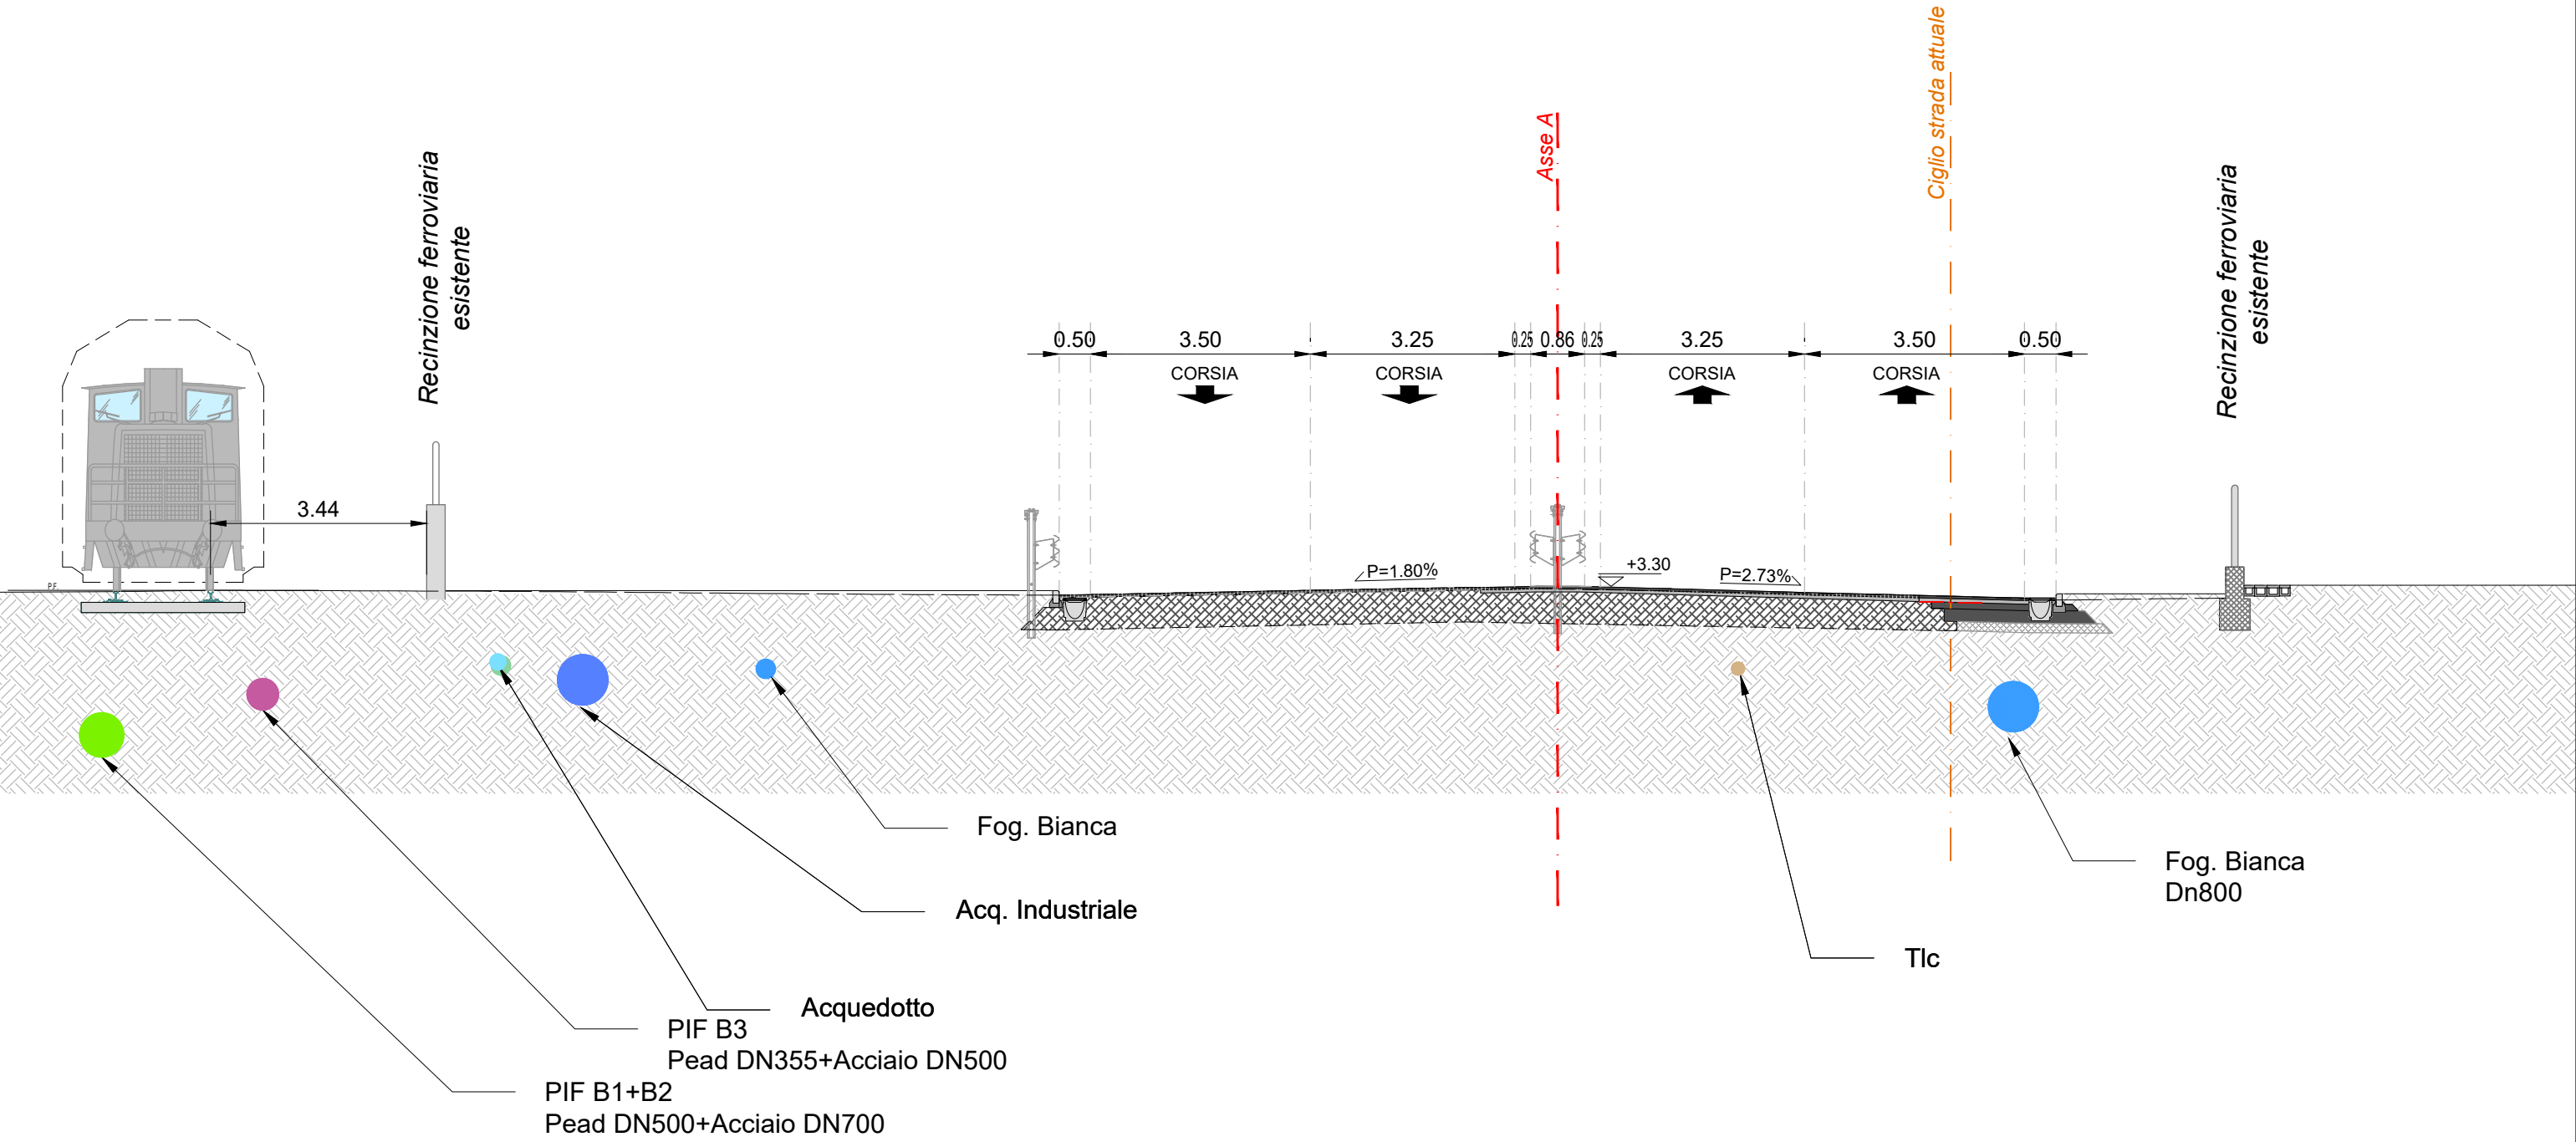 Ciglio strada attuale
Asse A
Recinzione ferroviaria
esistente
Recinzione ferroviaria
esistente
0.50
3.50
3.25
0.25
0.86
0.25
3.25
3.50
0.50
CORSIA
CORSIA
CORSIA
CORSIA
3.44
P=1.80%
+3.30
P=2.73%
P.F.
Fog. Bianca
Fog. Bianca
Dn800
Acq. Industriale
Tlc
Acquedotto
PIF B3
Pead DN355+Acciaio DN500
PIF B1+B2
Pead DN500+Acciaio DN700